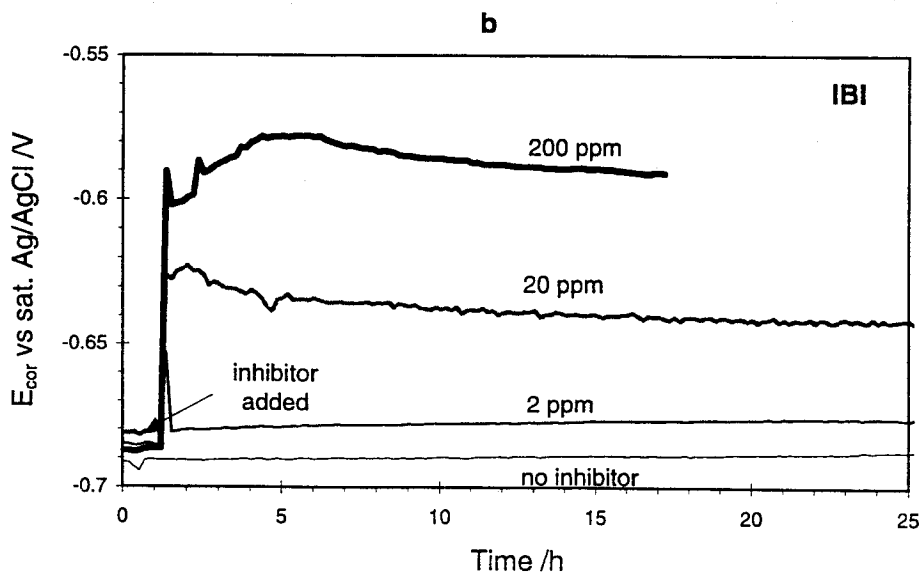 b
-0.55
IBI
200 ppm
-0.6
20 ppm
-0.65
inhibitor
added
2 ppm
no inhibitor
-0.7
0
5
10
15
20
25
Time /h
E_cor vs sat. Ag/AgCl /V